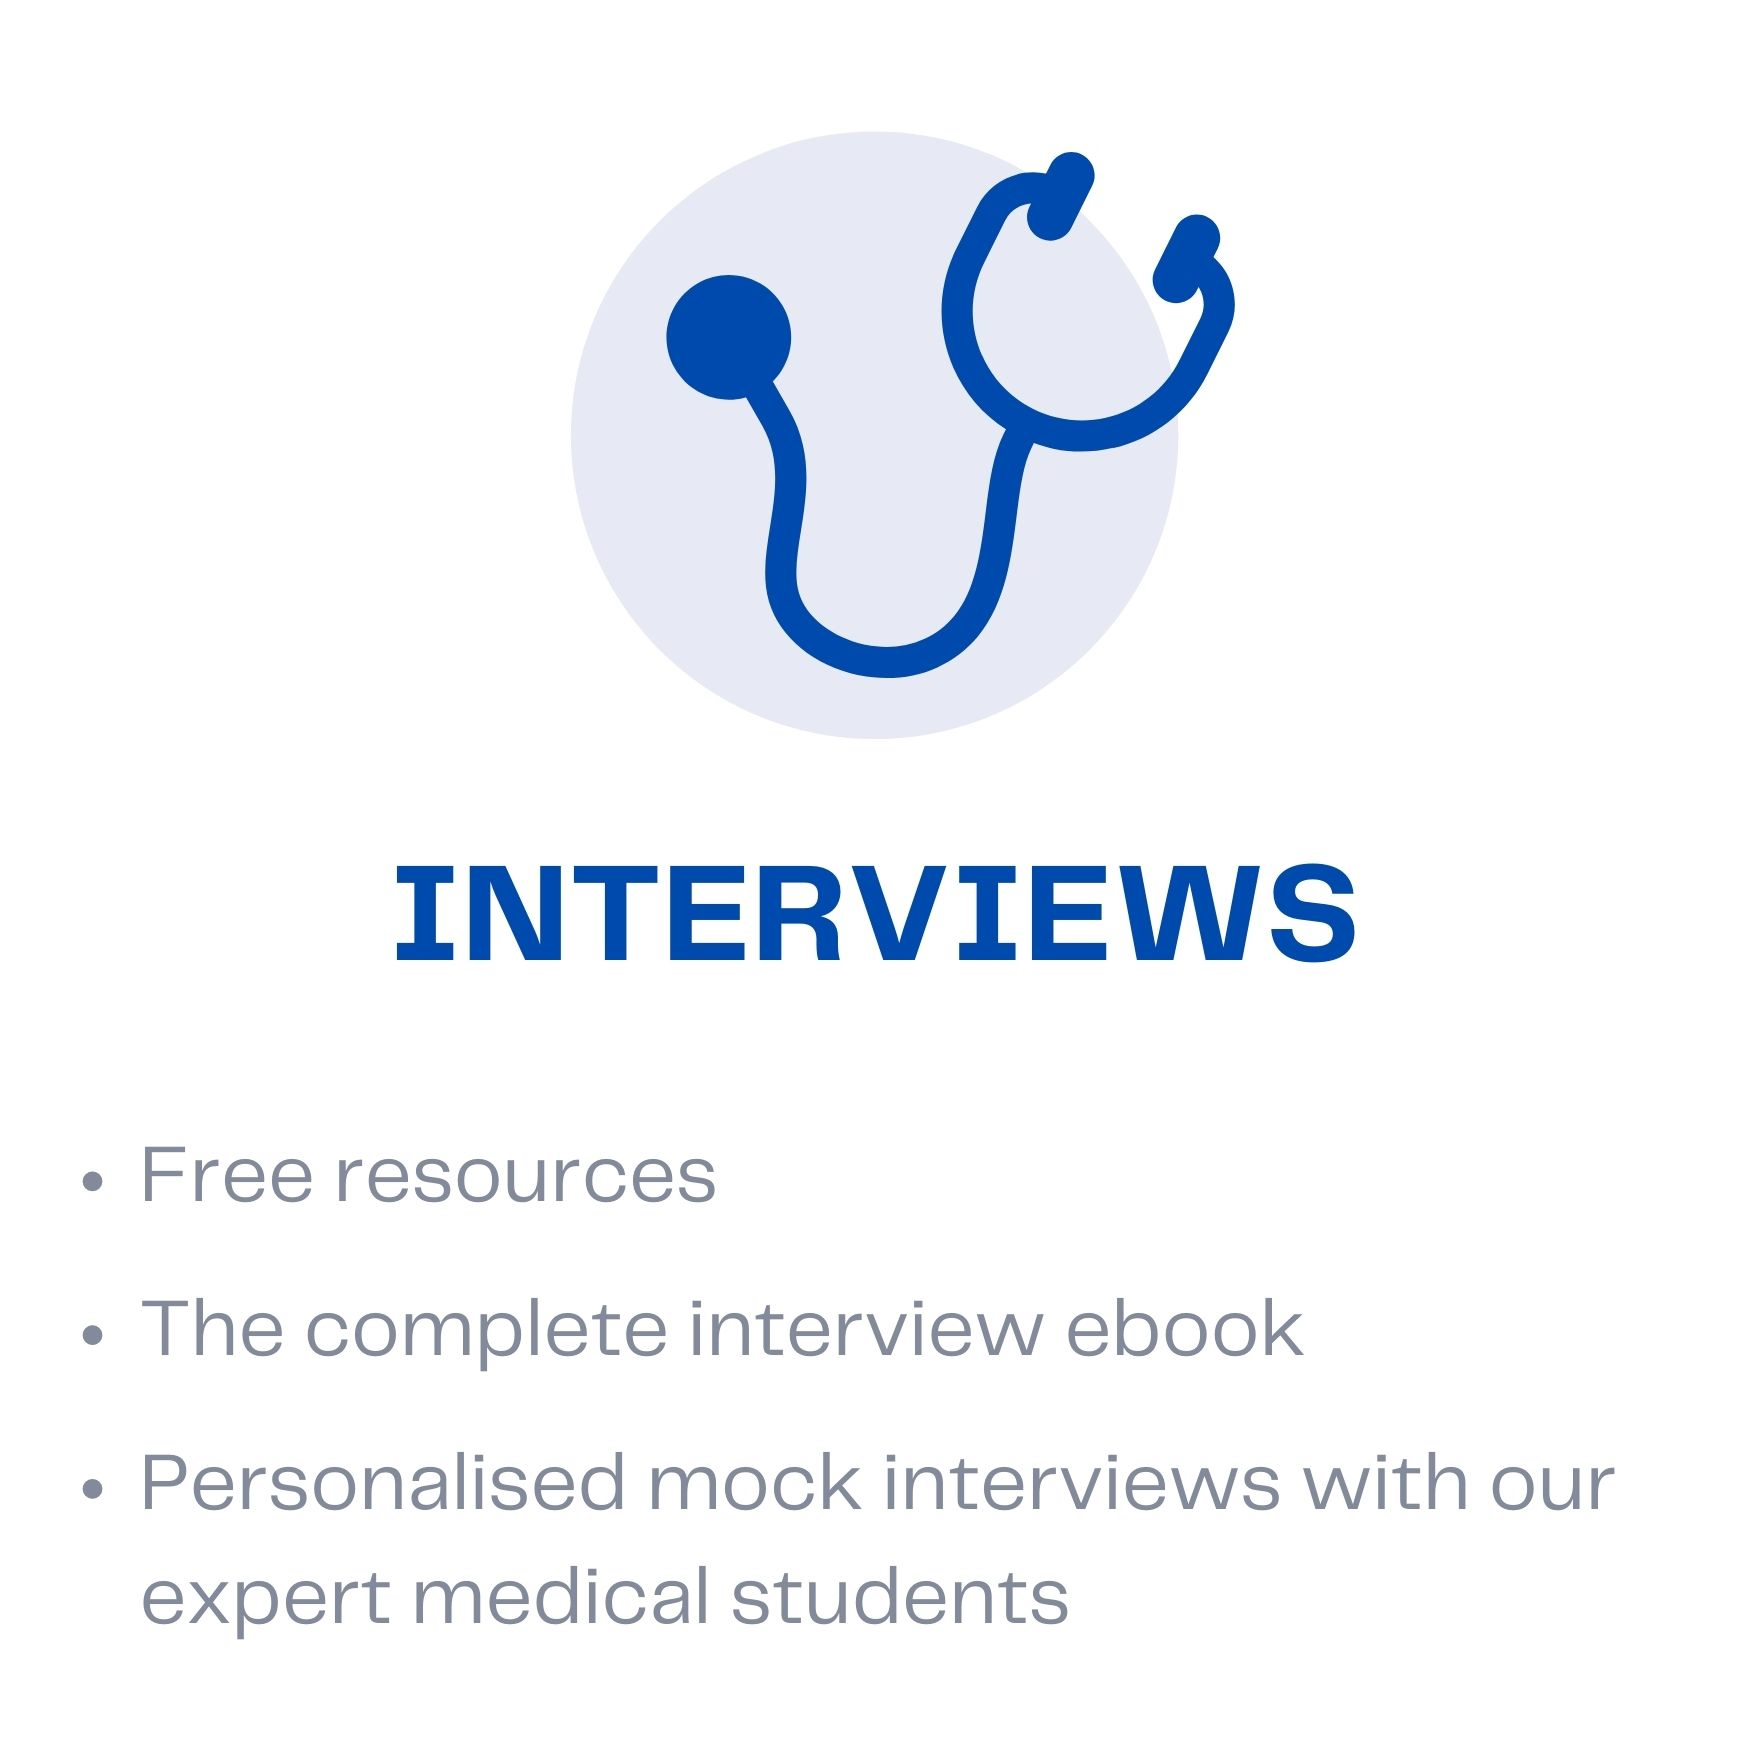 INTERVIEWS
• Free resources
• The complete interview ebook
• Personalised mock interviews with our
expert medical students